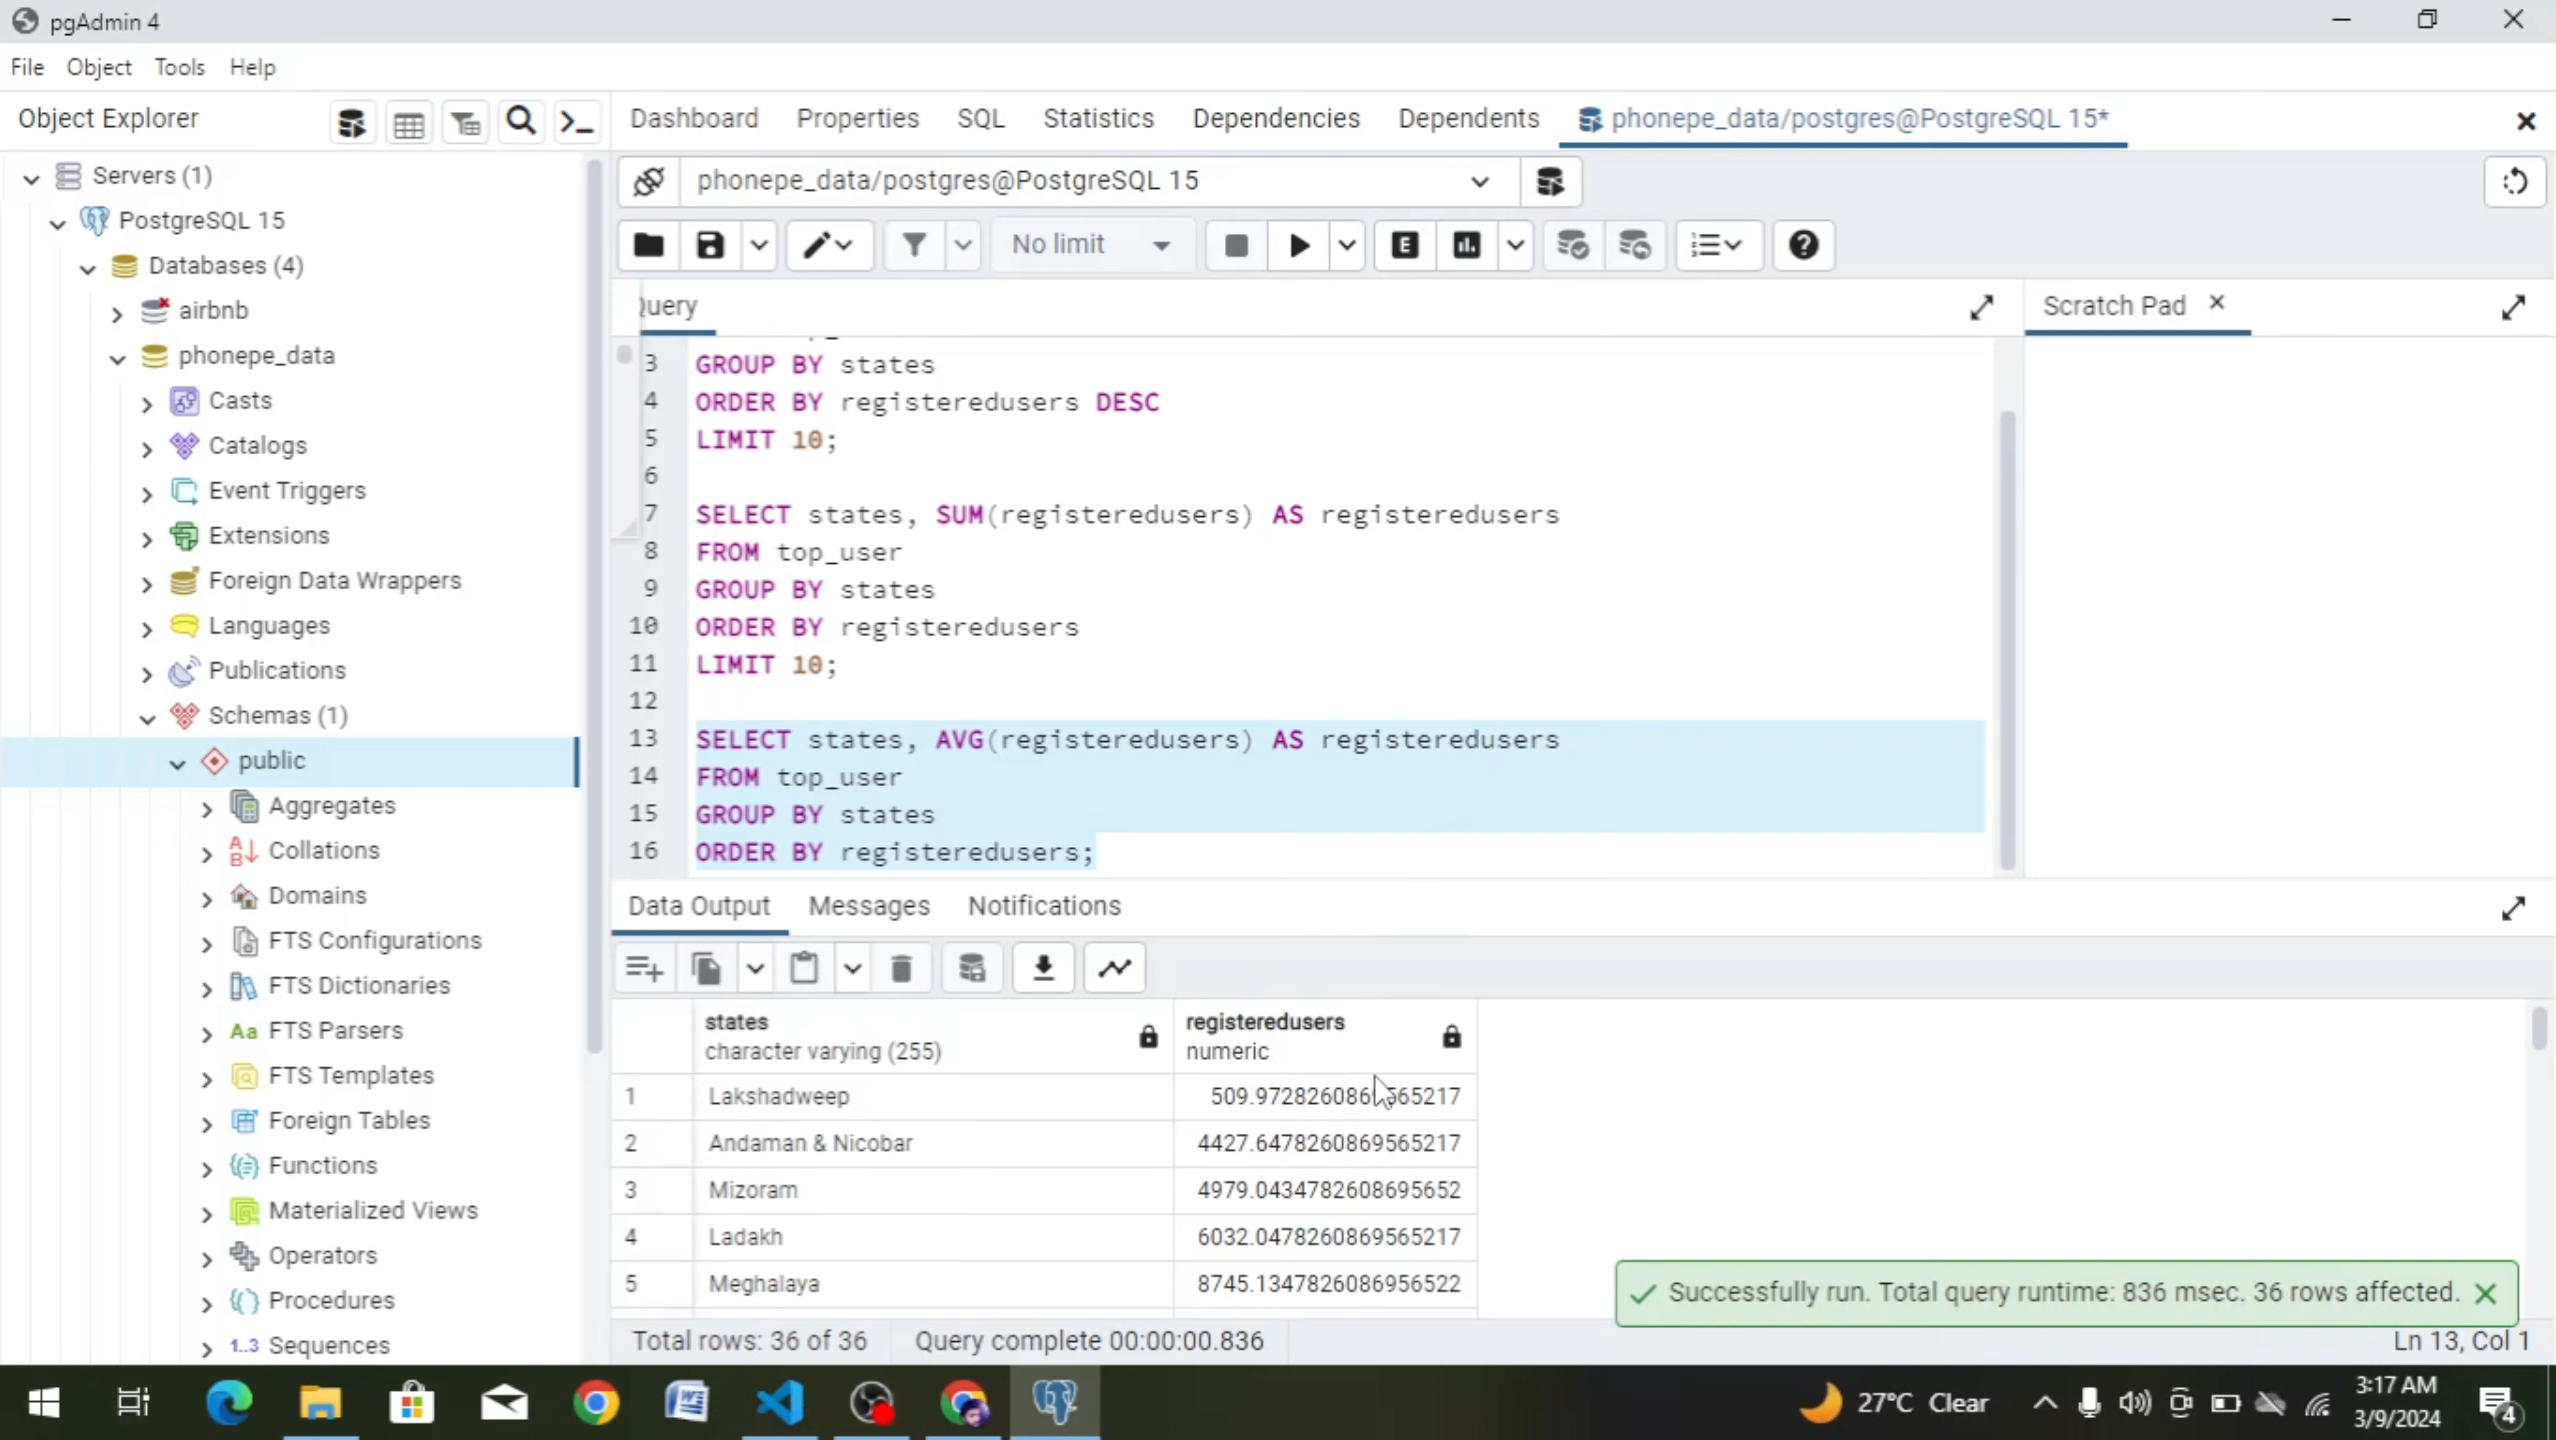 pgAdmin 4
File Object Tools Help
Object Explorer
Dashboard Properties SQL Statistics Dependencies Dependents phonepe_data/postgres@PostgreSQL 15*
Servers (1)
PostgreSQL 15
Databases (4)
airbnb
phonepe_data
Casts
Catalogs
Event Triggers
Extensions
Foreign Data Wrappers
Languages
Publications
Schemas (1)
public
Aggregates
Collations
Domains
FTS Configurations
FTS Dictionaries
Aa FTS Parsers
FTS Templates
Foreign Tables
Functions
Materialized Views
Operators
Procedures
1..3 Sequences
phonepe_data/postgres@PostgreSQL 15
No limit
E
Query
Scratch Pad
3 GROUP BY states
4 ORDER BY registeredusers DESC
5 LIMIT 10;
6
7 SELECT states, SUM(registeredusers) AS registeredusers
8 FROM top_user
9 GROUP BY states
10 ORDER BY registeredusers
11 LIMIT 10;
12
13 SELECT states, AVG(registeredusers) AS registeredusers
14 FROM top_user
15 GROUP BY states
16 ORDER BY registeredusers;
Data Output Messages Notifications
states registeredusers
character varying (255) numeric
1 Lakshadweep
2 Andaman & Nicobar 4427.6478260869565217
3 Mizoram 4979.0434782608695652
4 Ladakh 6032.0478260869565217
5 Meghalaya 8745.1347826086956522
Successfully run. Total query runtime: 836 msec. 36 rows affected.
Total rows: 36 of 36 Query complete 00:00:00.836 Ln 13, Col 1
27°C Clear
3:17 AM
3/9/2024
4